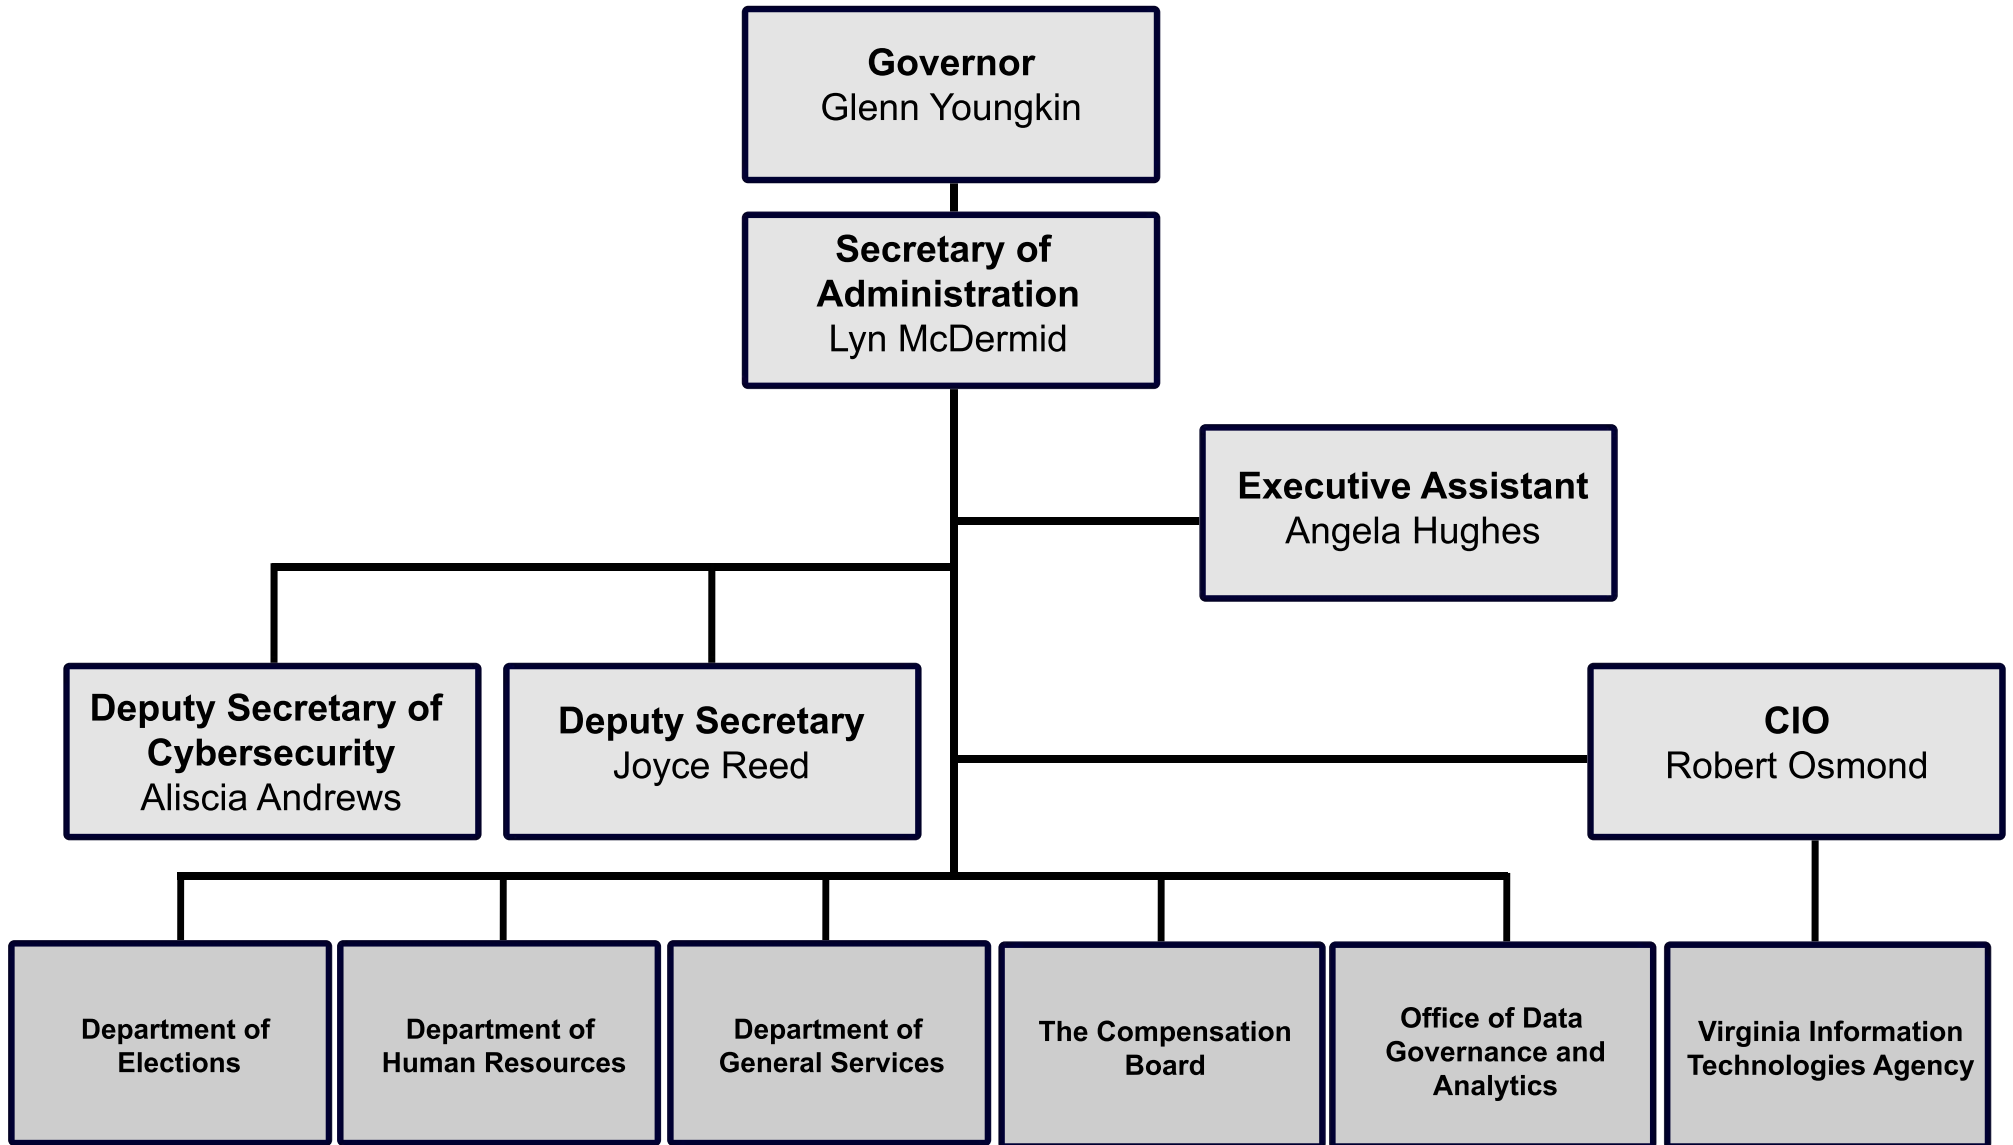 Governor
Glenn Youngkin
Secretary of
Administration
Lyn McDermid
Executive Assistant
Angela Hughes
Deputy Secretary of
Cybersecurity
Aliscia Andrews
Deputy Secretary
Joyce Reed
CIO
Robert Osmond
Department of
Elections
Department of
Human Resources
Department of
General Services
The Compensation
Board
Office of Data
Governance and
Analytics
Virginia Information
Technologies Agency